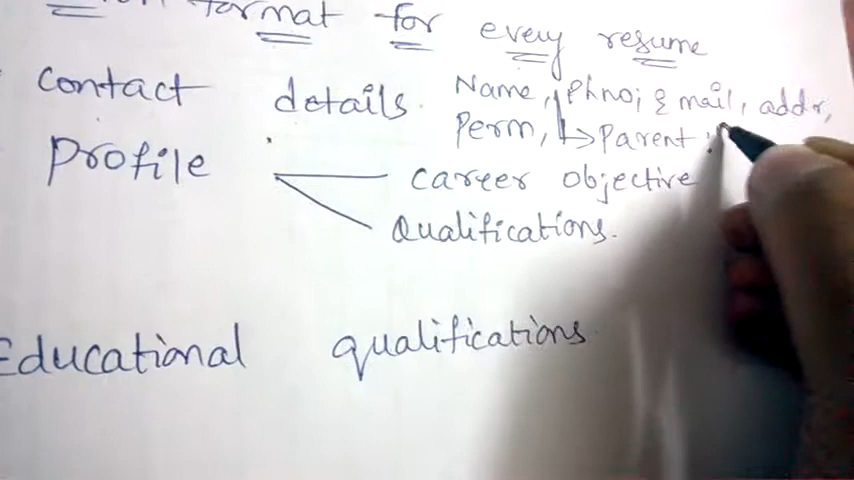 format for every resume
Contact details. Name, phno; Email, addr,
Perm, Parent
Profile Career objective
Qualifications.
Educational qualifications